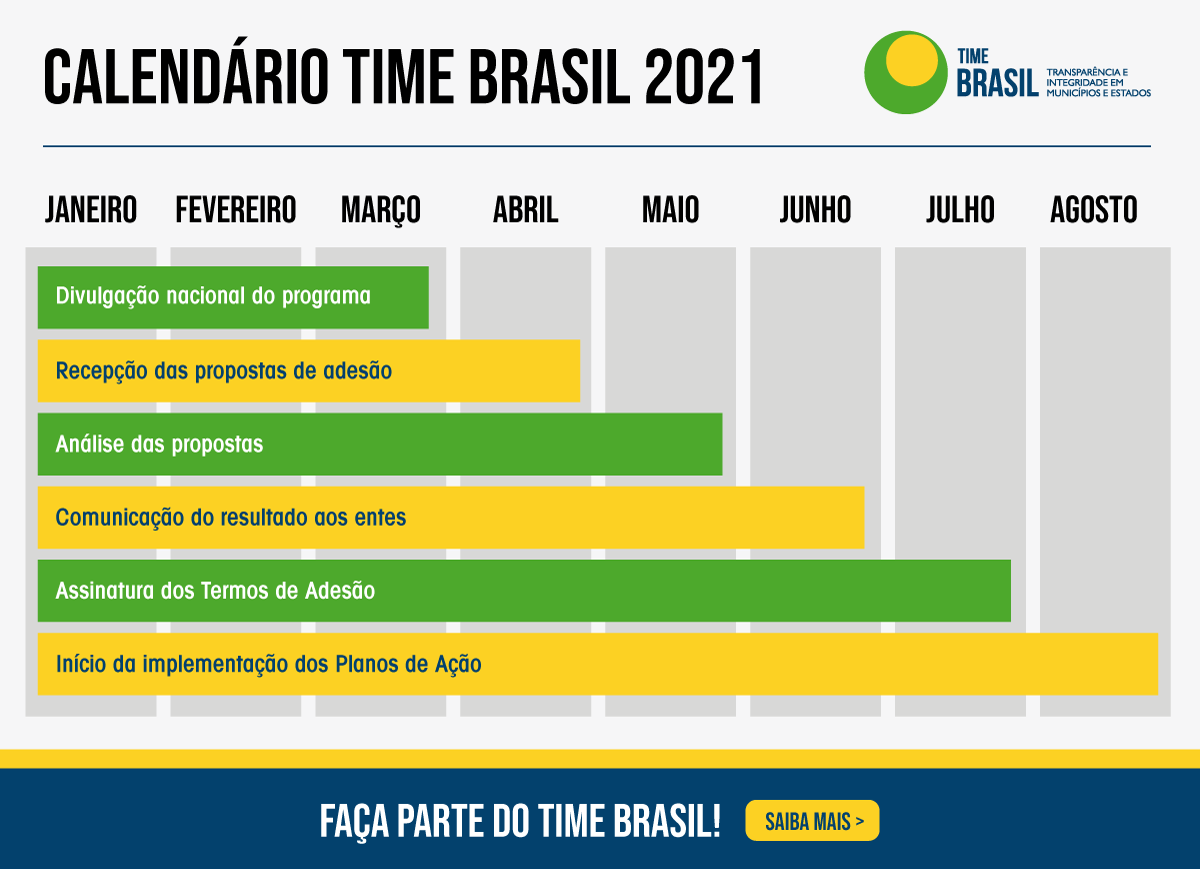 CALENDÁRIO TIME BRASIL 2021
TIME
BRASIL
TRANSPARÊNCIA E
INTEGRIDADE EM
MUNICÍPIOS E ESTADOS
JANEIRO FEVEREIRO MARÇO ABRIL MAIO JUNHO JULHO AGOSTO
Divulgação nacional do programa
Recepção das propostas de adesão
Análise das propostas
Comunicação do resultado aos entes
Assinatura dos Termos de Adesão
Início da implementação dos Planos de Ação
FAÇA PARTE DO TIME BRASIL! SAIBA MAIS >